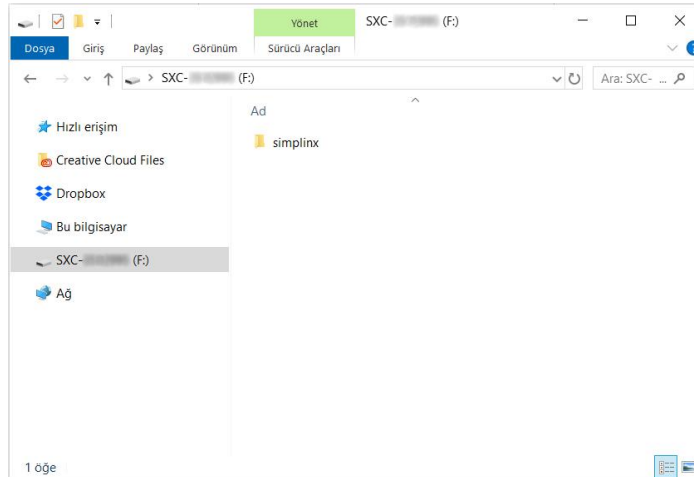 Yönet
SXC- (F:)
Dosya
Giriş
Paylaş
Görünüm
Sürücü Araçları
SXC- (F:)
Ara: SXC- ...
Ad
Hızlı erişim
simplinx
Creative Cloud Files
Dropbox
Bu bilgisayar
SXC- (F:)
Ağ
1 öğe